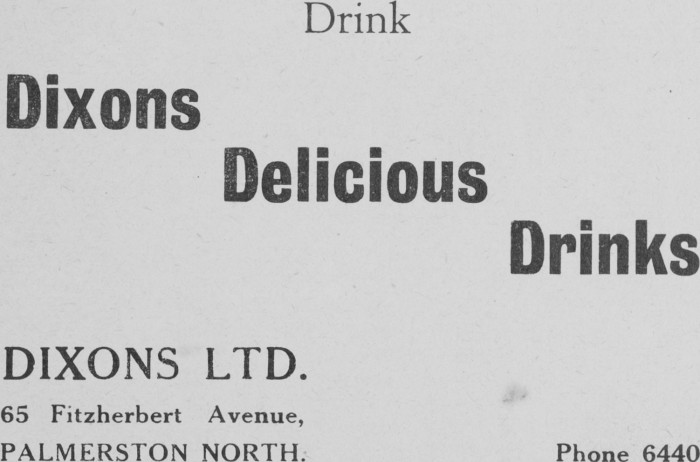 Drink
Dixons
Delicious
Drinks
DIXONS LTD.
65 Fitzherbert Avenue,
PALMERSTON NORTH.
Phone 6440